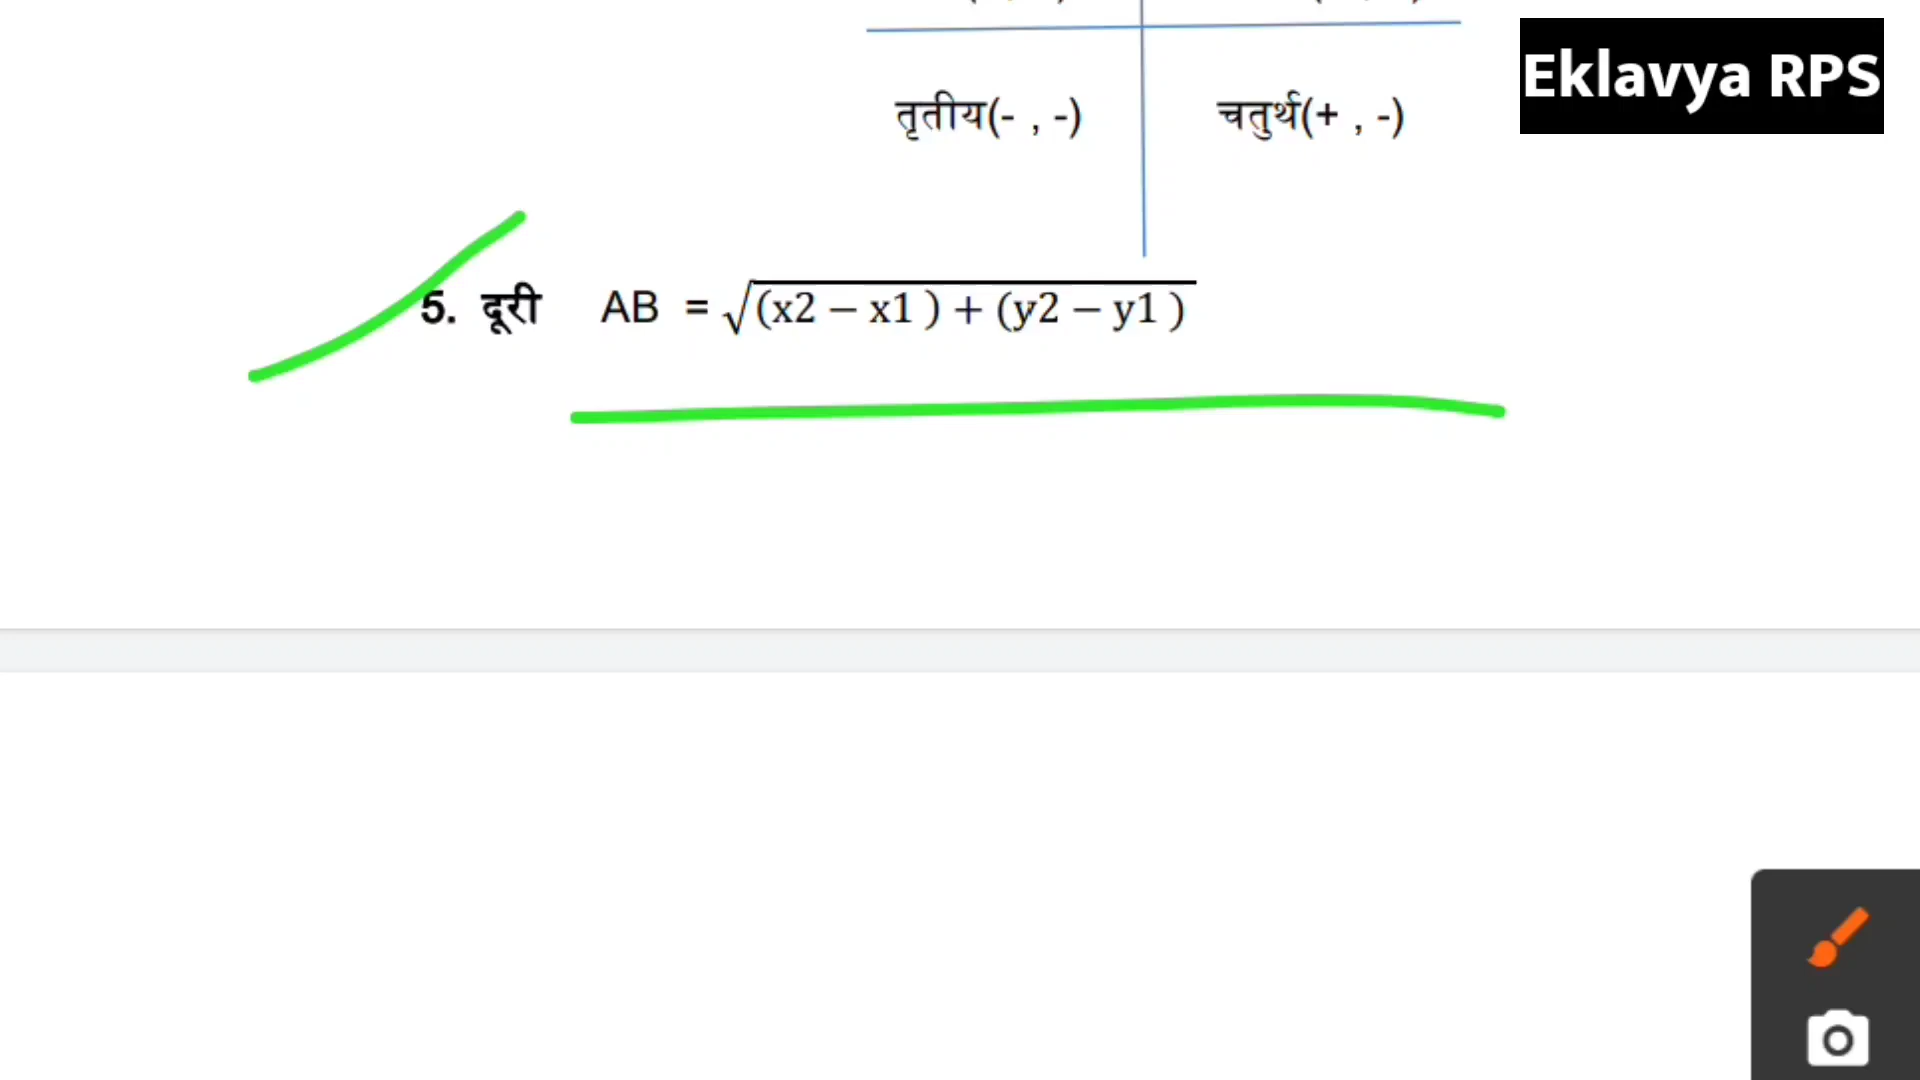 Eklavya RPS
तृतीय(- , -) चतुर्थ(+ , -)
5. दूरी AB = √(x2 – x1 ) + (y2 – y1 )